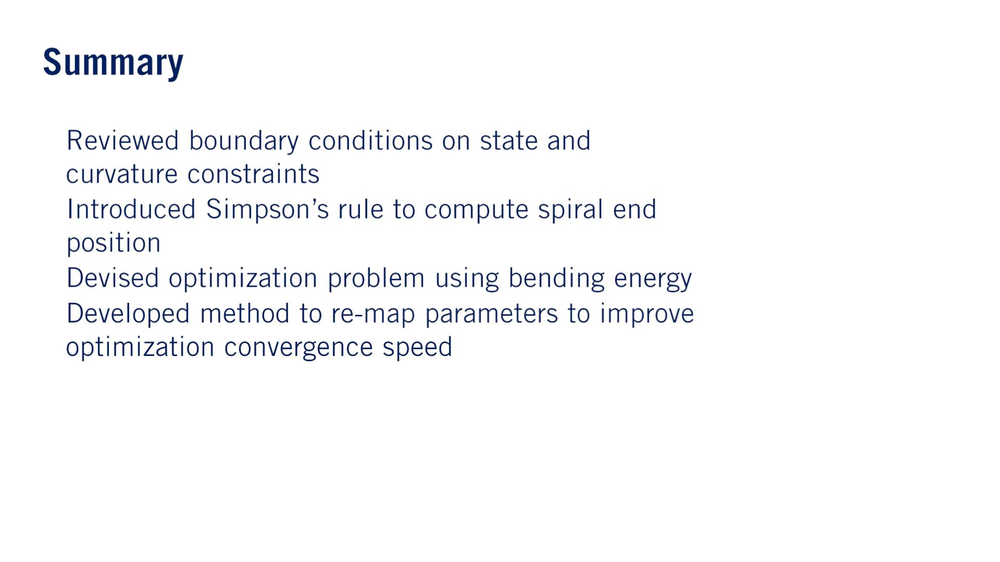 Summary
Reviewed boundary conditions on state and
curvature constraints
Introduced Simpson’s rule to compute spiral end
position
Devised optimization problem using bending energy
Developed method to re-map parameters to improve
optimization convergence speed